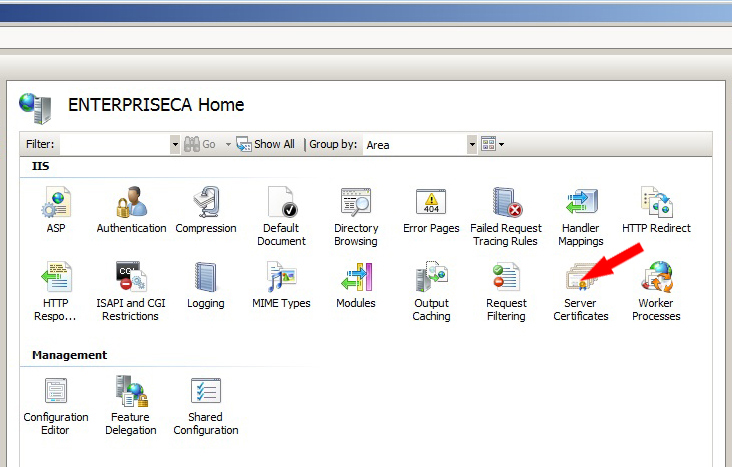 ENTERPRISECA Home
Filter:
Go
Show All
Group by:
Area
IIS
ASP
Authentication
Compression
Default
Document
Directory
Browsing
Error Pages
404
Failed Request
Tracing Rules
Handler
Mappings
HTTP Redirect
HTTP
Respo...
CGI
ISAPI and CGI
Restrictions
Logging
MIME Types
Modules
Output
Caching
Request
Filtering
Server
Certificates
Worker
Processes
Management
Configuration
Editor
Feature
Delegation
Shared
Configuration